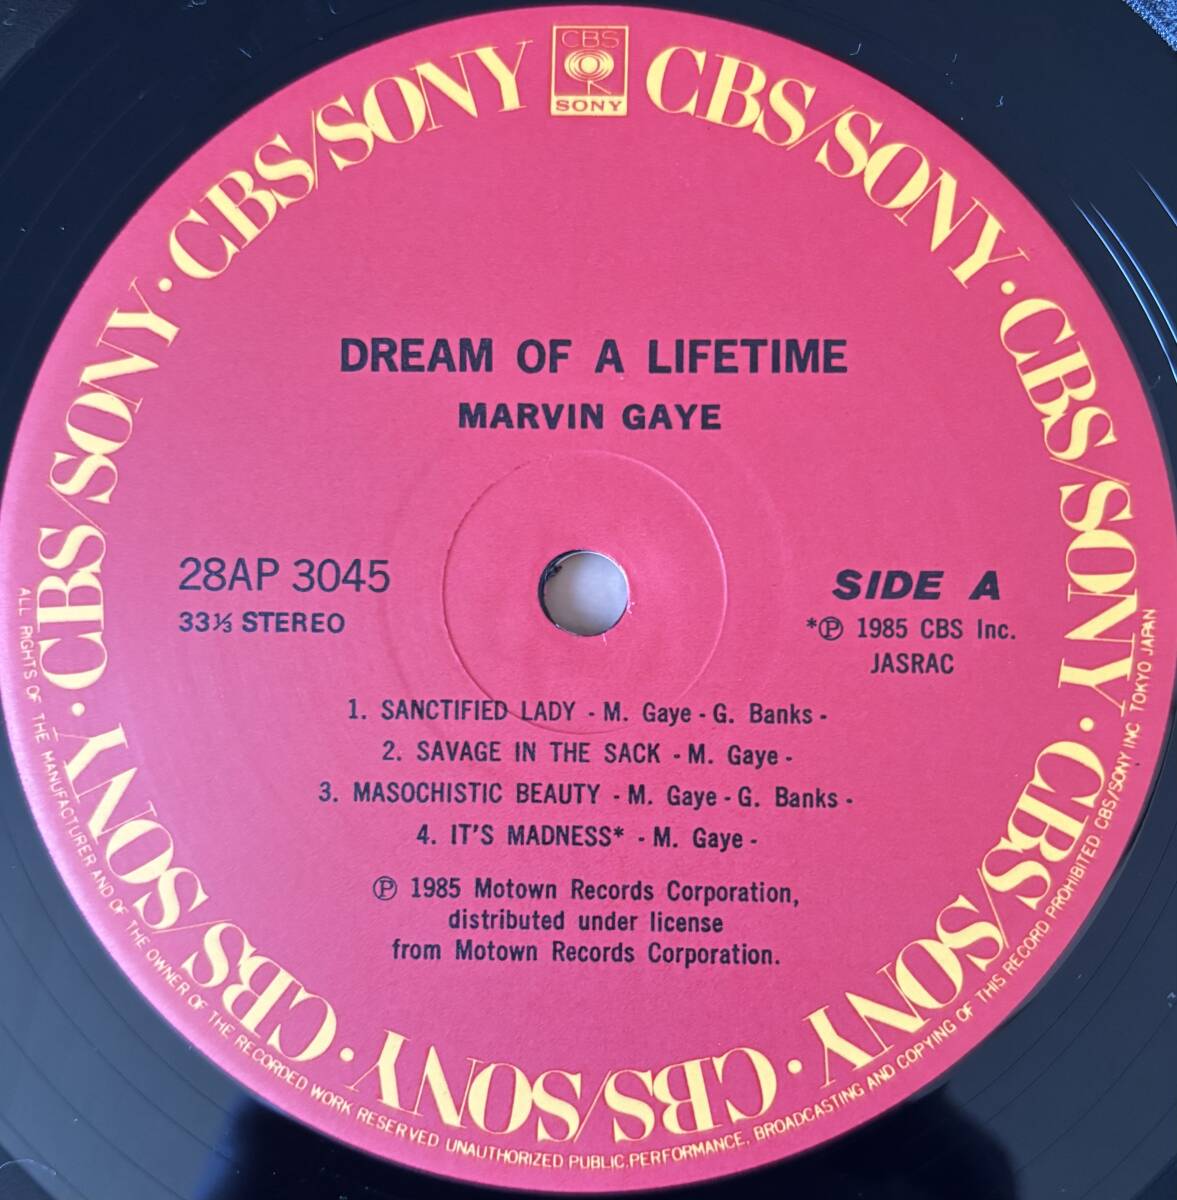 CBS
SONY
CBS/SONY · CBS/SONY · CBS/SONY · CBS/SONY · CBS/SONY · CBS/SONY · CBS/SONY · CBS/SONY · CBS/SONY
DREAM OF A LIFETIME
MARVIN GAYE
28AP 3045
33⅓ STEREO
SIDE A
*Ⓟ 1985 CBS Inc.
JASRAC
1. SANCTIFIED LADY - M. Gaye - G. Banks -
2. SAVAGE IN THE SACK - M. Gaye -
3. MASOCHISTIC BEAUTY - M. Gaye - G. Banks -
4. IT'S MADNESS* - M. Gaye -
Ⓟ 1985 Motown Records Corporation,
distributed under license
from Motown Records Corporation.
ALL RIGHTS OF THE MANUFACTURER AND OF THE OWNER OF THE RECORDED WORK RESERVED UNAUTHORIZED PUBLIC, PERFORMANCE, BROADCASTING AND COPYING OF THIS RECORD PROHIBITED. CBS/SONY INC TOKYO JAPAN